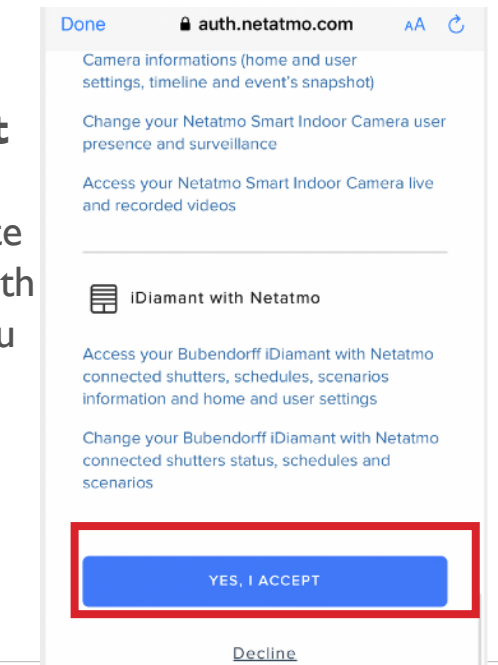 Done auth.netatmo.com AA
Camera informations (home and user
settings, timeline and event's snapshot)
Change your Netatmo Smart Indoor Camera user
presence and surveillance
Access your Netatmo Smart Indoor Camera live
and recorded videos
th
u
iDiamant with Netatmo
Access your Bubendorff iDiamant with Netatmo
connected shutters, schedules, scenarios
information and home and user settings
Change your Bubendorff iDiamant with Netatmo
connected shutters status, schedules and
scenarios
YES, I ACCEPT
Decline